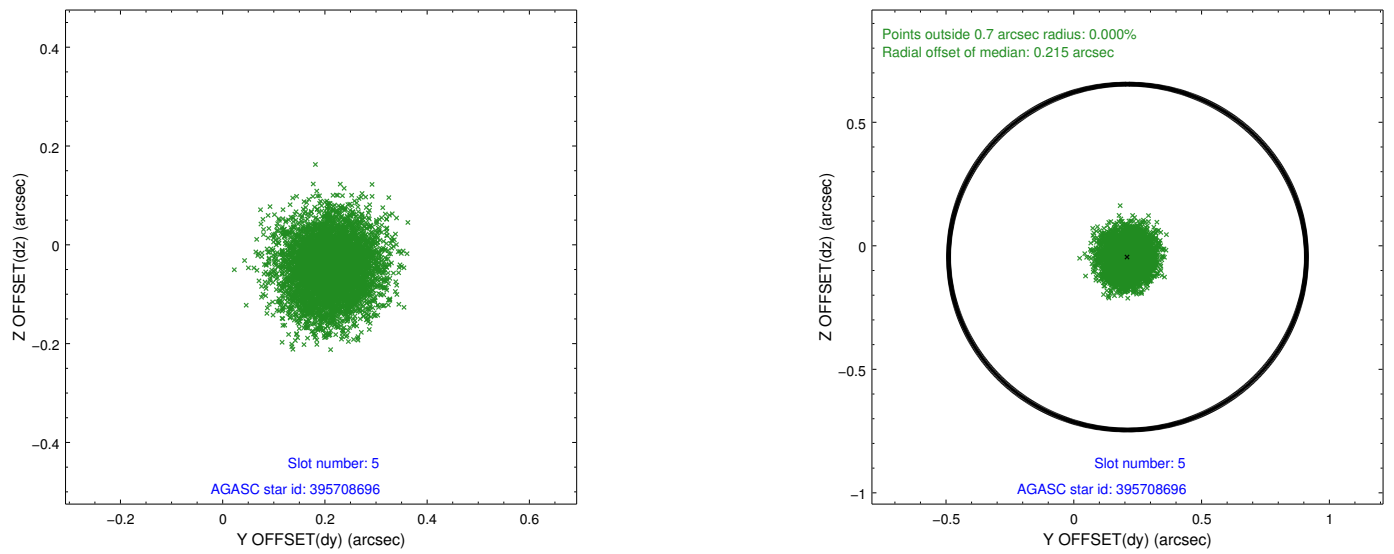 0.4
0.2
0
−0.2
−0.4
Z OFFSET(dz) (arcsec)
Slot number: 5
AGASC star id: 395708696
−0.2
0
0.2
0.4
0.6
Y OFFSET(dy) (arcsec)
Points outside 0.7 arcsec radius: 0.000%
Radial offset of median: 0.215 arcsec
0.5
0
−0.5
−1
Z OFFSET(dz) (arcsec)
Slot number: 5
AGASC star id: 395708696
−0.5
0
0.5
1
Y OFFSET(dy) (arcsec)